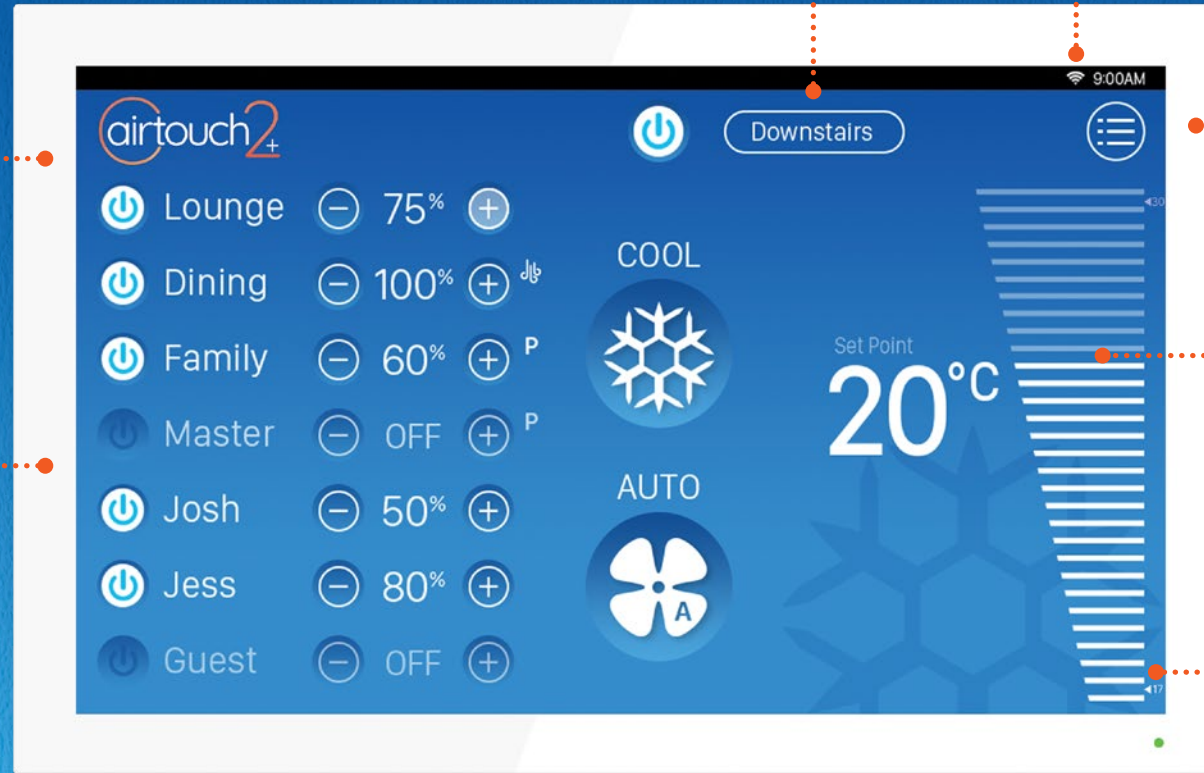 9:00AM
airtouch2+
Downstairs
Lounge 75% 
Dining 100%
Family 60% P
Master OFF P
Josh 50%
Jess 80%
Guest OFF
COOL
AUTO
A
Set Point
20°C
30
17